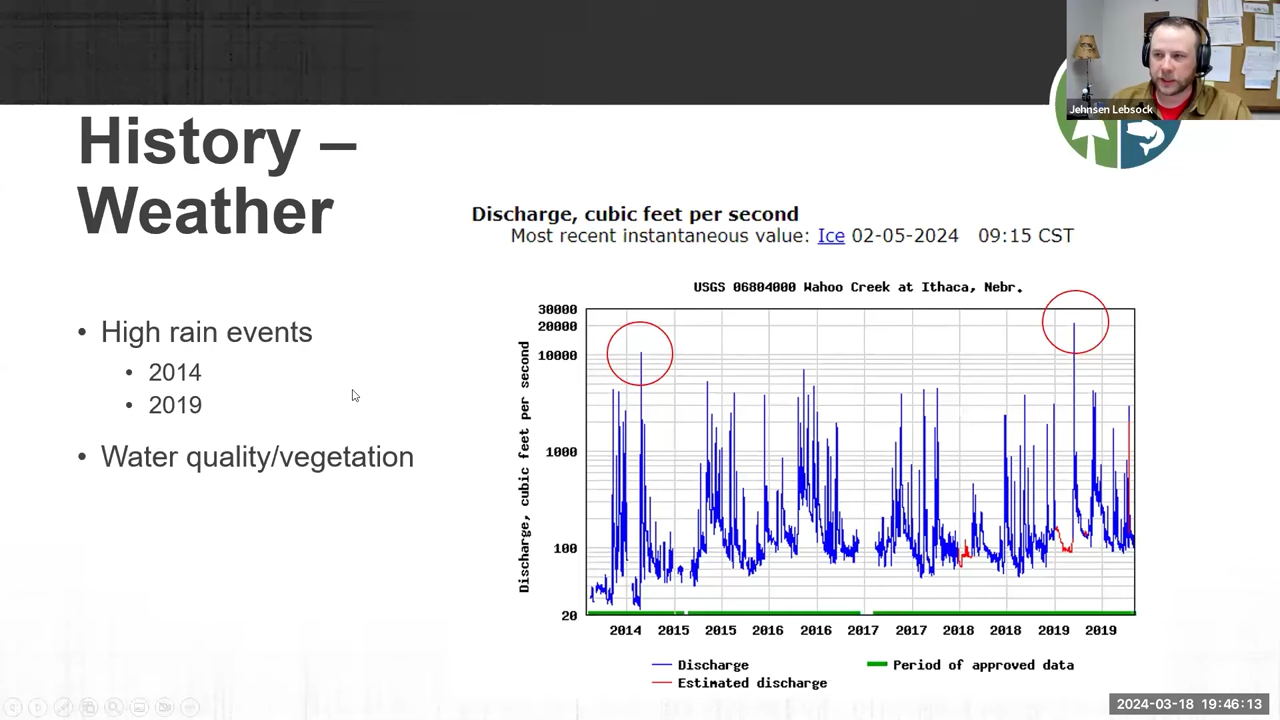 Jehnsen Lebsock
History –
Weather
• High rain events
• 2014
• 2019
• Water quality/vegetation
Discharge, cubic feet per second
Most recent instantaneous value: Ice 02-05-2024 09:15 CST
USGS 06804000 Wahoo Creek at Ithaca, Nebr.
Discharge, cubic feet per second
30000
20000
10000
1000
100
20
2014 2015 2015 2016 2016 2017 2017 2018 2018 2019 2019
Discharge
Estimated discharge
Period of approved data
2024-03-18 19:46:13